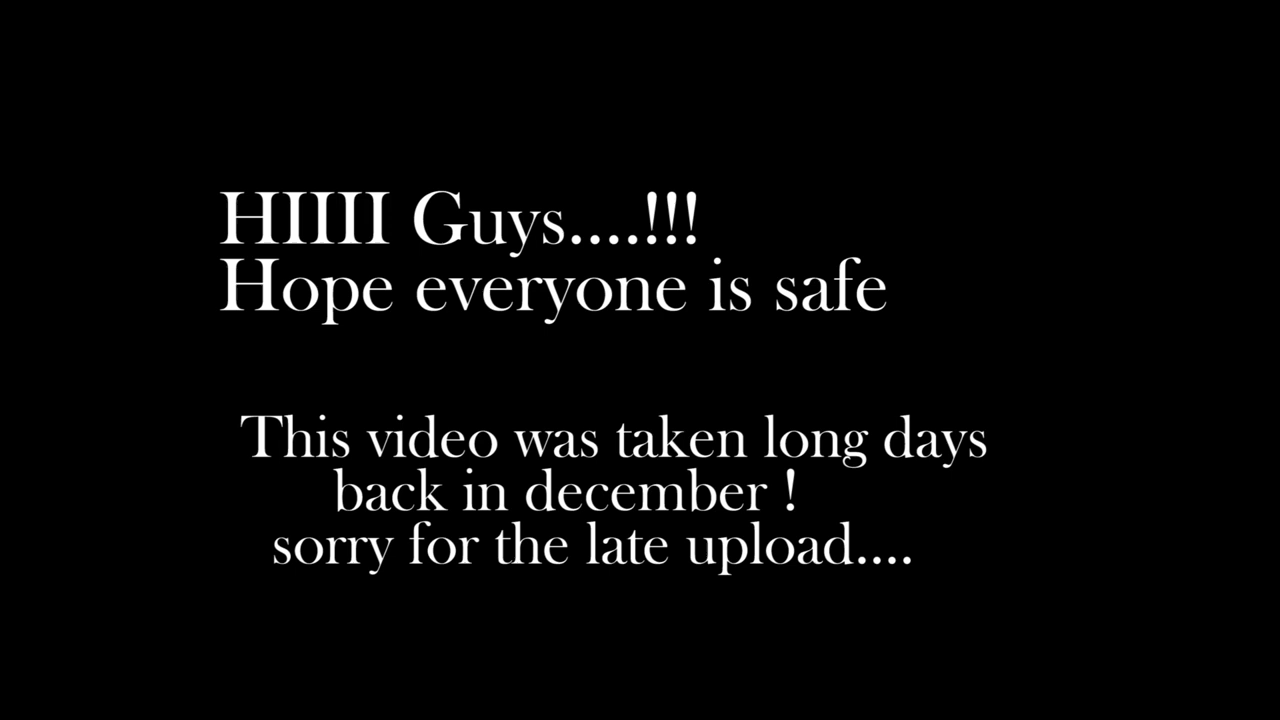 HIIII Guys....!!!
Hope everyone is safe
This video was taken long days
back in december !
sorry for the late upload....